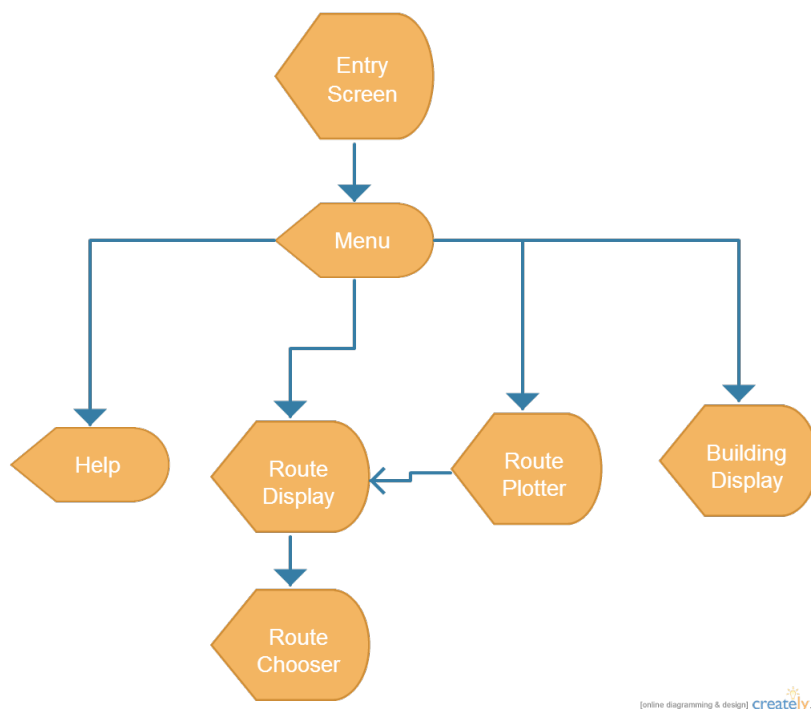 Entry
Screen
Menu
Help
Route
Display
Route
Plotter
Building
Display
Route
Chooser
[online diagramming & design] creately